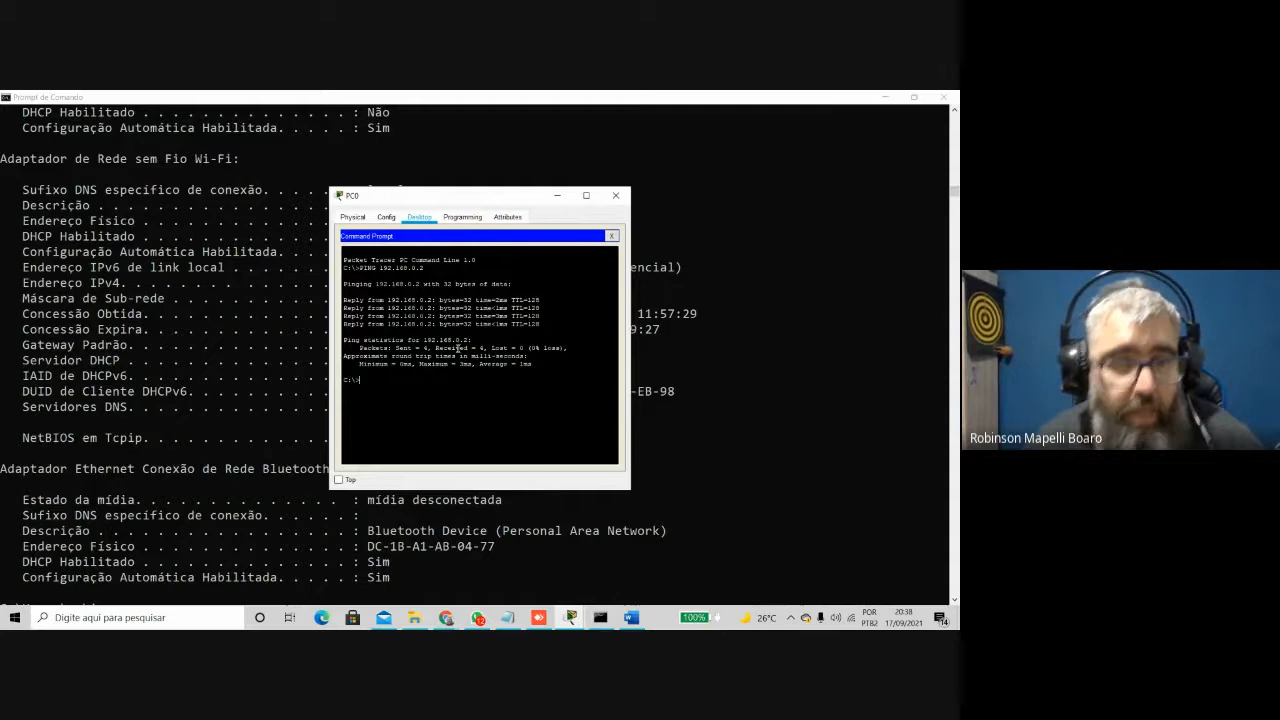 Prompt de Comando
DHCP Habilitado . . . . . . . . . . . . . . : Não
Configuração Automática Habilitada. . . . . : Sim
Adaptador de Rede sem Fio Wi-Fi:
Sufixo DNS específico de conexão. . . . . .
Descrição . . . . . . . . . . . .
Endereço Físico . . . . . . . . .
DHCP Habilitado . . . . . . . . .
Configuração Automática Habilitada. . . .
Endereço IPv6 de link local . . . . encial)
Endereço IPv4. . . . . . . . . .
Máscara de Sub-rede . . . . . . .
Concessão Obtida. . . . . . . . . 11:57:29
Concessão Expira. . . . . . . . . 9:27
Gateway Padrão. . . . . . . . . .
Servidor DHCP . . . . . . . . . .
IAID de DHCPv6. . . . . . . . . .
DUID de Cliente DHCPv6. . . . . . -EB-98
Servidores DNS. . . . . . . . . .
NetBIOS em Tcpip. . . . . . . . .
Adaptador Ethernet Conexão de Rede Bluetooth
Estado da mídia. . . . . . . . . . . . . . : mídia desconectada
Sufixo DNS específico de conexão. . . . . . :
Descrição . . . . . . . . . . . . . . . . . : Bluetooth Device (Personal Area Network)
Endereço Físico . . . . . . . . . . . . . . : DC-1B-A1-AB-04-77
DHCP Habilitado . . . . . . . . . . . . . . : Sim
Configuração Automática Habilitada. . . . . : Sim
PC0
Physical Config Desktop Programming Attributes
Command Prompt X
Packet Tracer PC Command Line 1.0
C:\>PING 192.168.0.2
Pinging 192.168.0.2 with 32 bytes of data:
Reply from 192.168.0.2: bytes=32 time=2ms TTL=128
Reply from 192.168.0.2: bytes=32 time<1ms TTL=128
Reply from 192.168.0.2: bytes=32 time=3ms TTL=128
Reply from 192.168.0.2: bytes=32 time<1ms TTL=128
Ping statistics for 192.168.0.2:
Packets: Sent = 4, Received = 4, Lost = 0 (0% loss),
Approximate round trip times in milli-seconds:
Minimum = 0ms, Maximum = 3ms, Average = 1ms
C:\>
Top
Robinson Mapelli Boaro
Digite aqui para pesquisar
12
100%
26°C
POR
PTB2
20:38
17/09/2021
14